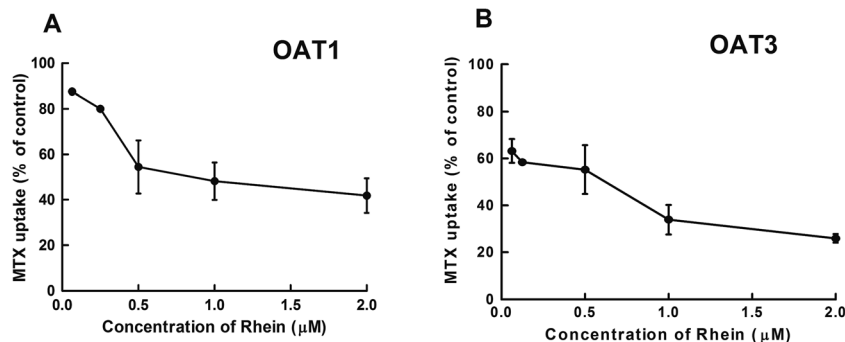 A
OAT1
MTX uptake (% of control)
100
80
60
40
20
0
0.0
0.5
1.0
1.5
2.0
Concentration of Rhein (μM)
B
OAT3
MTX uptake (% of control)
100
80
60
40
20
0
0.0
0.5
1.0
1.5
2.0
Concentration of Rhein (μM)